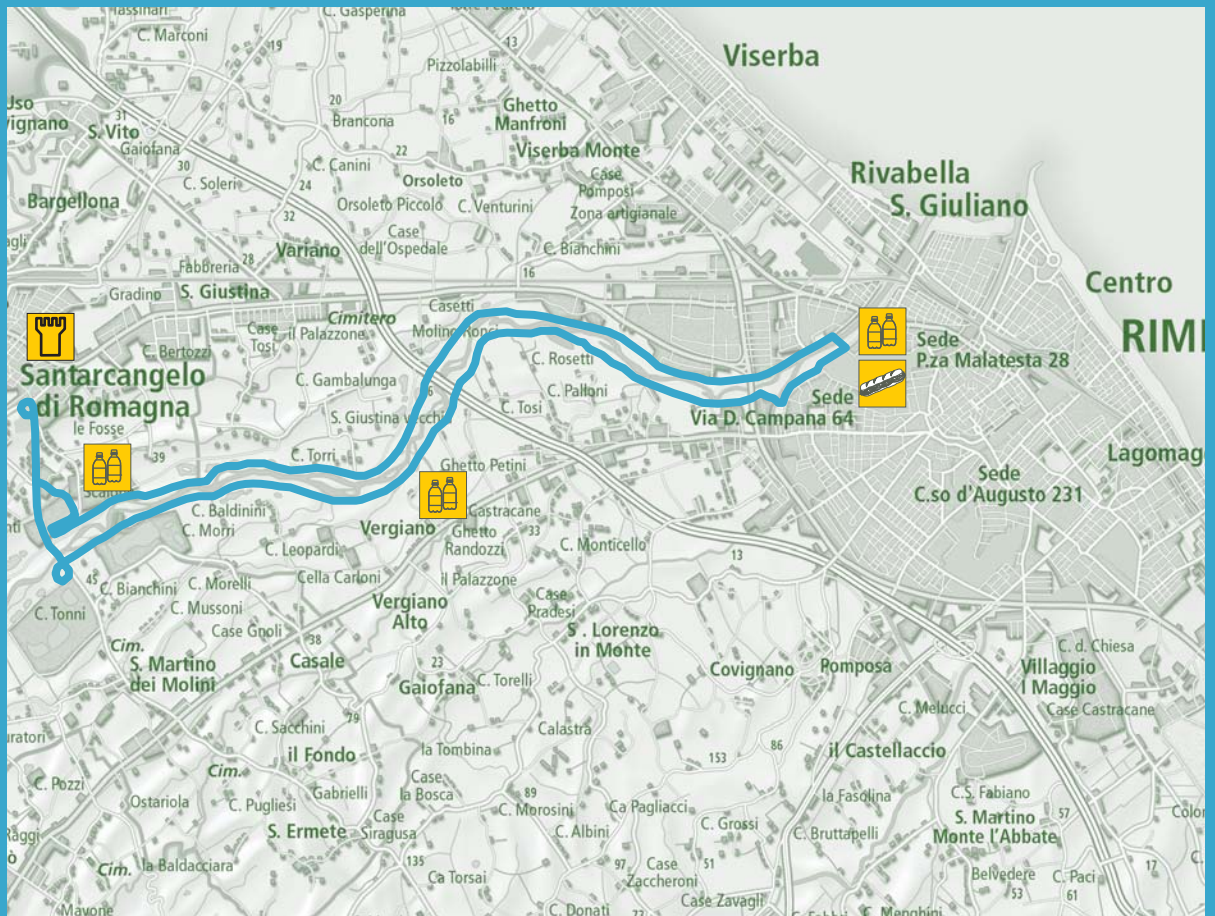 Tassinari
C. Gasperina
C. Marconi
19
13
Viserba
Pizzolabilli
Uso
20
Ghetto
Manfroni
31
Brancona
16
S. Vito
Gaiofana
22
Viserba Monte
30
C. Canini
Case
Pomposi
Rivabella
C. Soleri
24
Orsoleto
S. Giuliano
Bargellona
32
Orsoleto Piccolo
C. Venturini
Zona artigianale
Case
dell'Ospedale
Variano
C. Bianchini
28
Fabbreria
16
Centro
Gradino
S. Giustina
Casetti
RIMI
Cimitero
Case
Tosi
il Palazzone
Molino Ronci
Sede
P.za Malatesta 28
C. Bertozzi
C. Rosetti
Santarcangelo
di Romagna
C. Gambalunga
C. Palloni
Sede
Via D. Campana 64
C. Tosi
le Fosse
S. Giustina vecchi
39
C. Torri
Ghetto Petini
Lagomag
Sede
C.so d'Augusto 231
C. Baldinini
Castracane
C. Morri
Vergiano
Ghetto
Randozzi
33
C. Leopardi
C. Monticello
13
45
C. Bianchini
C. Morelli
Cella Carloni
il Palazzone
C. Tonni
C. Mussoni
Vergiano
Alto
Case
Pradesi
Case Gnoli
38
S . Lorenzo
in Monte
C. d. Chiesa
Cim.
S. Martino
dei Molini
Casale
23
Gaiofana
C. Torelli
Covignano
Pomposa
Villaggio
I Maggio
C. Melucci
Case Castracane
C. Sacchini
79
Calastra
uratori
il Fondo
la Tombina
86
153
il Castellaccio
Cim.
C. Pozzi
Case
la Bosca
Gabrielli
89
C.S. Fabiano
Ostariola
C. Pugliesi
C. Morosini
Ca Pagliacci
la Fasolina
57
S. Martino
Monte l'Abbate
S. Ermete
Case
Siragusa
C. Albini
C. Grossi
C. Bruttapelli
Cim.
la Baldacciara
135
97
Case
Zaccheroni
51
17
Ca Torsai
Belvedere
53
C. Paci
61
Case Zavagli
Mavone
C. Donati
C. Menghini